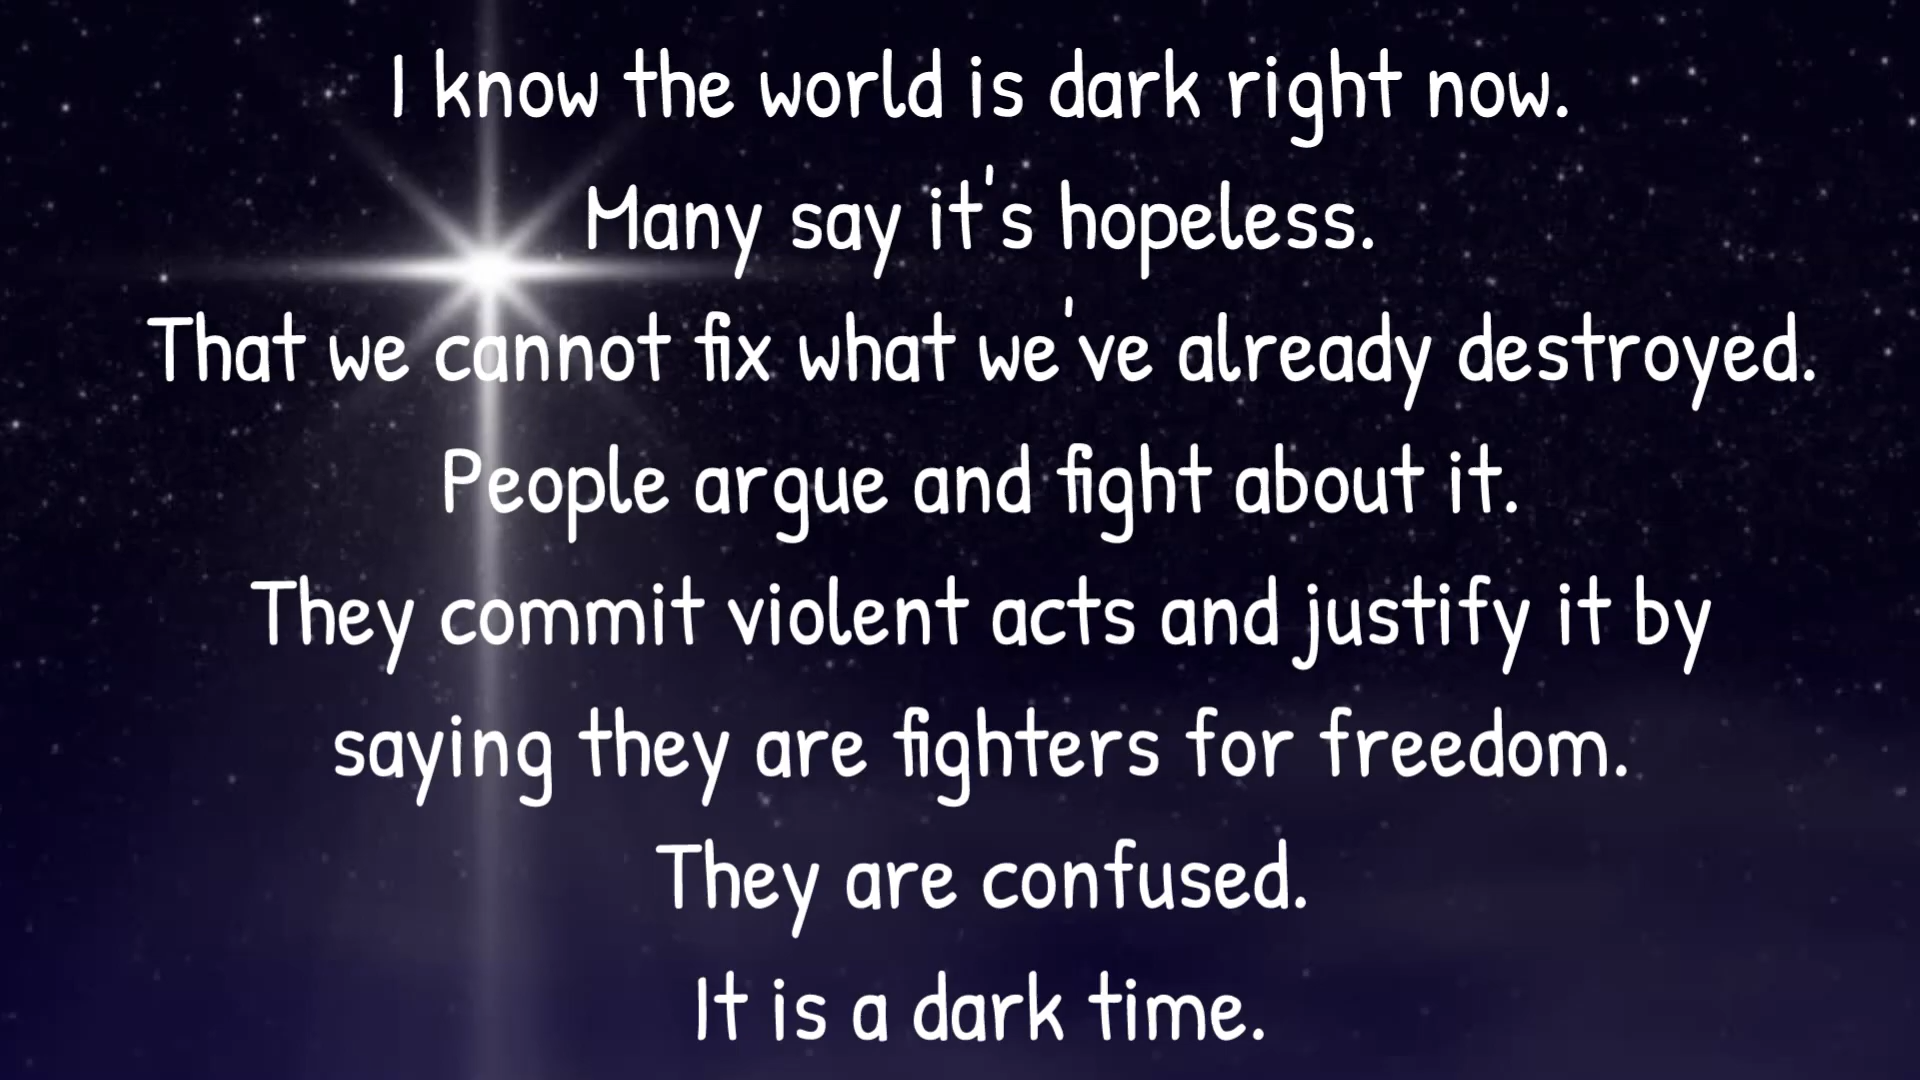 I know the world is dark right now.
Many say it's hopeless.
That we cannot fix what we've already destroyed.
People argue and fight about it.
They commit violent acts and justify it by
saying they are fighters for freedom.
They are confused.
It is a dark time.